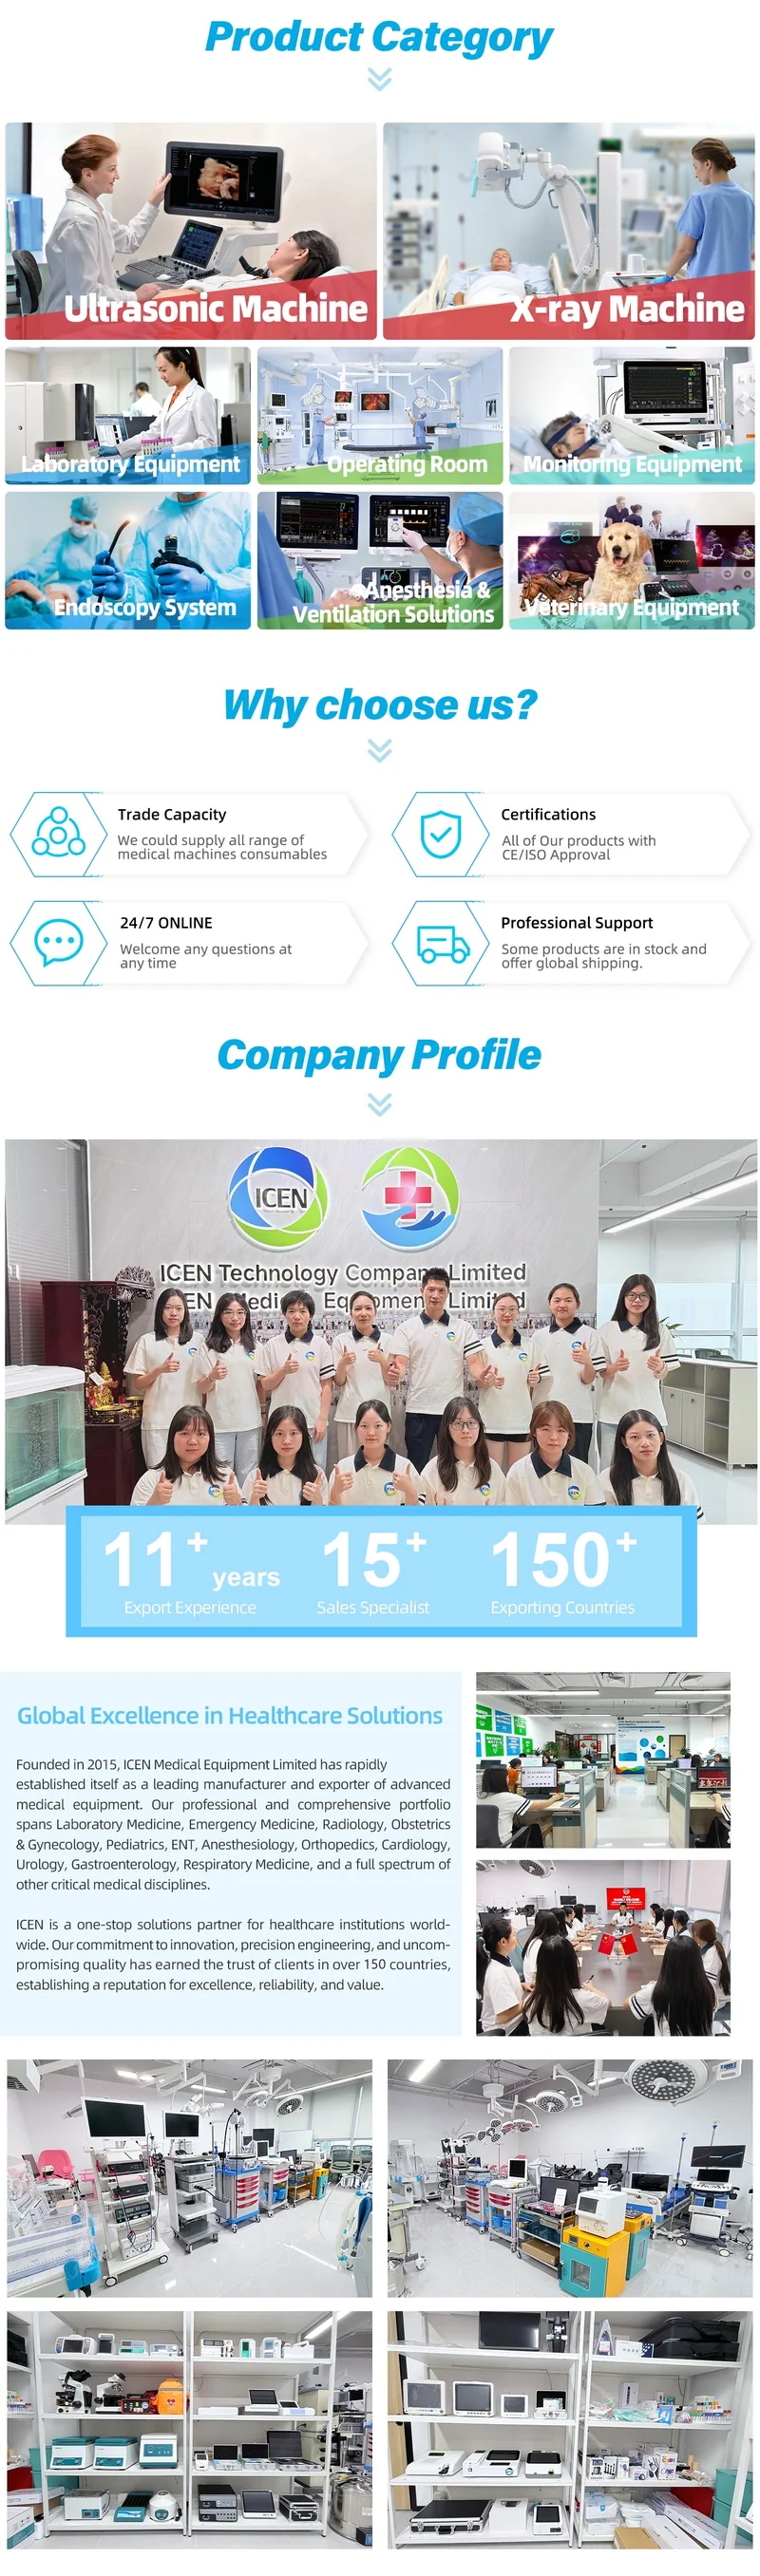 Product Category
Ultrasonic Machine
X-ray Machine
Laboratory Equipment
Operating Room
Monitoring Equipment
Endoscopy System
Anesthesia &
Ventilation Solutions
Veterinary Equipment
Why choose us?
Trade Capacity
We could supply all range of
medical machines consumables
Certifications
All of Our products with
CE/ISO Approval
24/7 ONLINE
Welcome any questions at
any time
Professional Support
Some products are in stock and
offer global shipping.
Company Profile
ICEN
ICEN Technology Company Limited
Limited
11+ years
Export Experience
15+
Sales Specialist
150+
Exporting Countries
Global Excellence in Healthcare Solutions
Founded in 2015, ICEN Medical Equipment Limited has rapidly
established itself as a leading manufacturer and exporter of advanced
medical equipment. Our professional and comprehensive portfolio
spans Laboratory Medicine, Emergency Medicine, Radiology, Obstetrics
& Gynecology, Pediatrics, ENT, Anesthesiology, Orthopedics, Cardiology,
Urology, Gastroenterology, Respiratory Medicine, and a full spectrum of
other critical medical disciplines.
ICEN is a one-stop solutions partner for healthcare institutions world-
wide. Our commitment to innovation, precision engineering, and uncom-
promising quality has earned the trust of clients in over 150 countries,
establishing a reputation for excellence, reliability, and value.